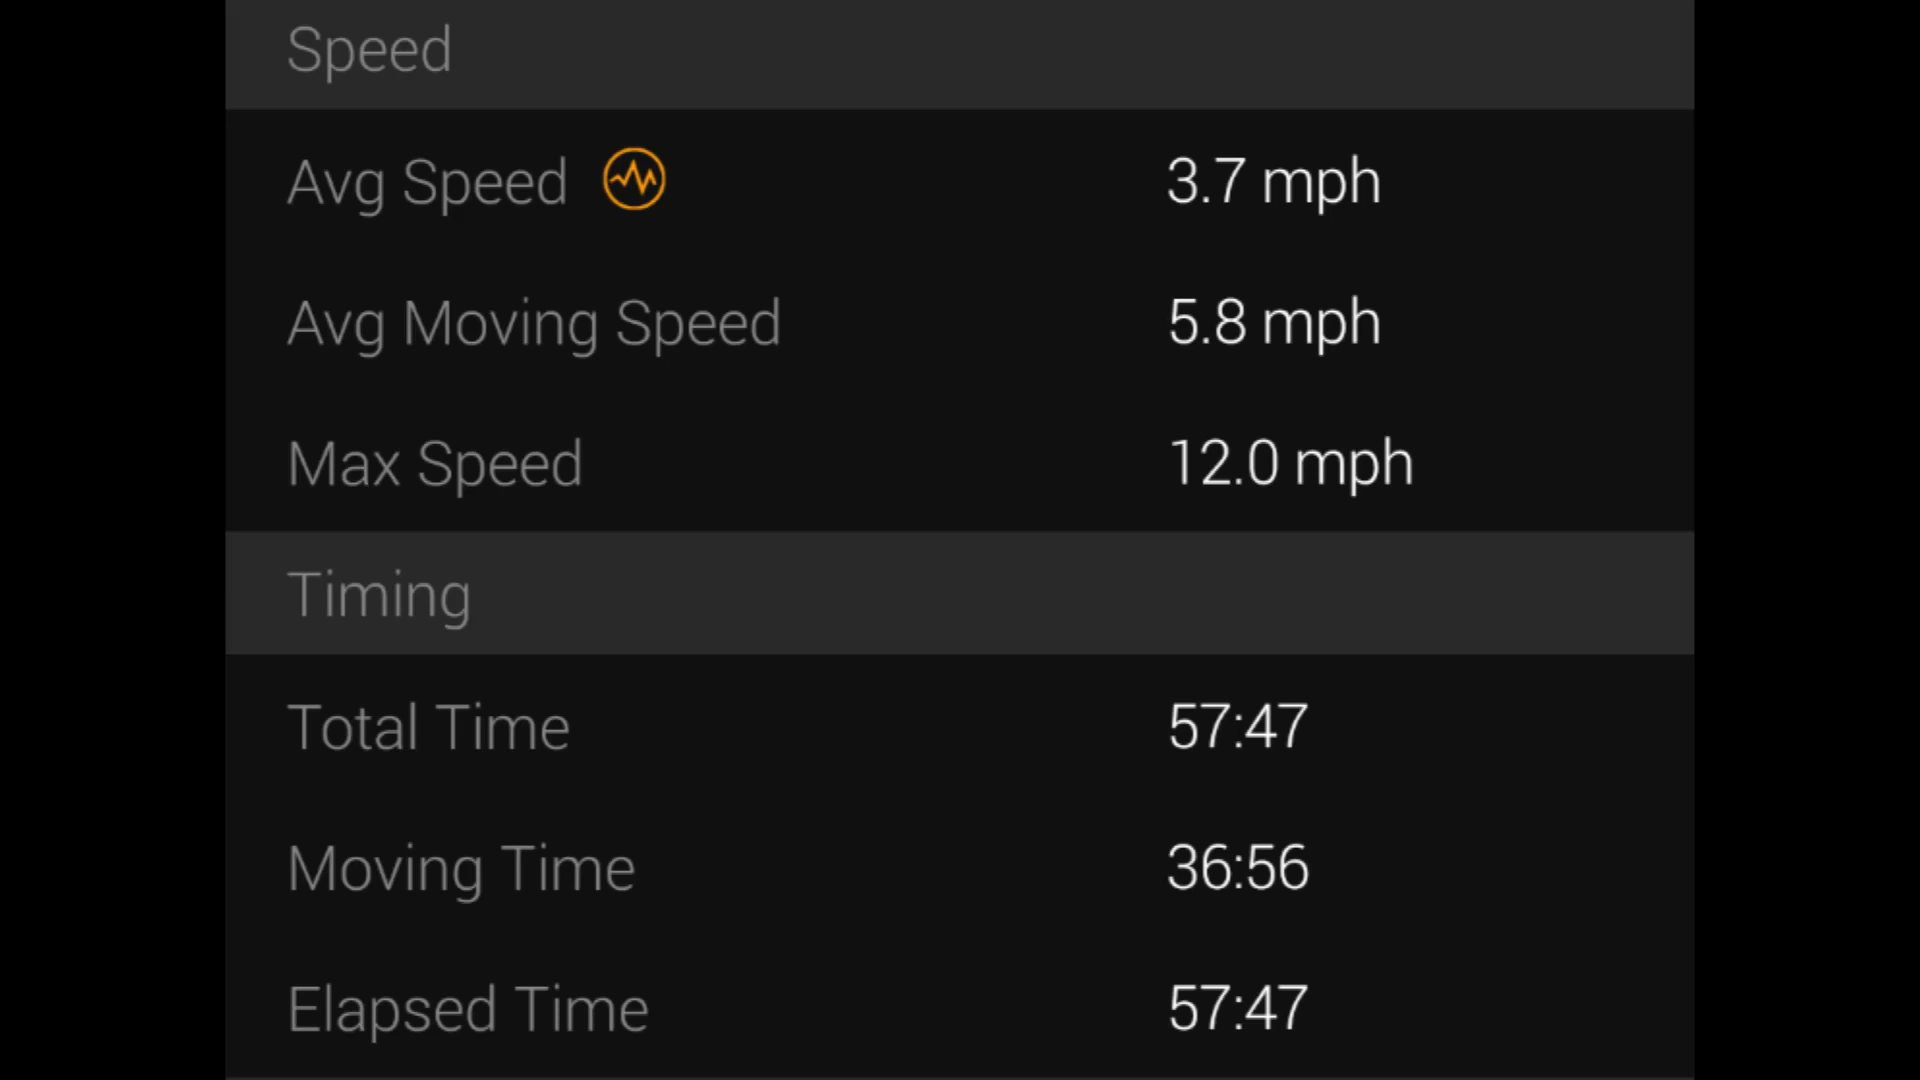 Speed
Avg Speed 3.7 mph
Avg Moving Speed 5.8 mph
Max Speed 12.0 mph
Timing
Total Time 57:47
Moving Time 36:56
Elapsed Time 57:47